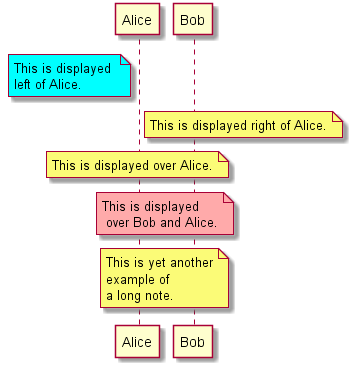 Alice Bob
This is displayed
left of Alice.
This is displayed right of Alice.
This is displayed over Alice.
This is displayed
over Bob and Alice.
This is yet another
example of
a long note.
Alice Bob